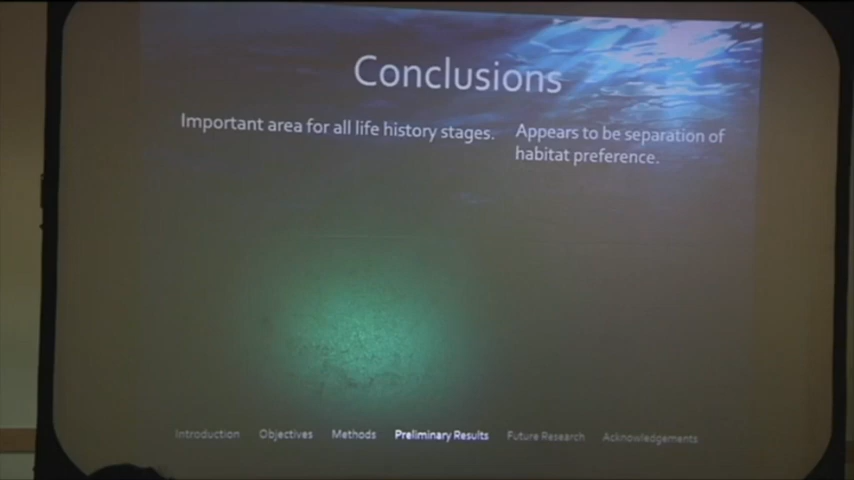 Conclusions
Important area for all life history stages.
Appears to be separation of
habitat preference.
Introduction Objectives Methods Preliminary Results Future Research Acknowledgements